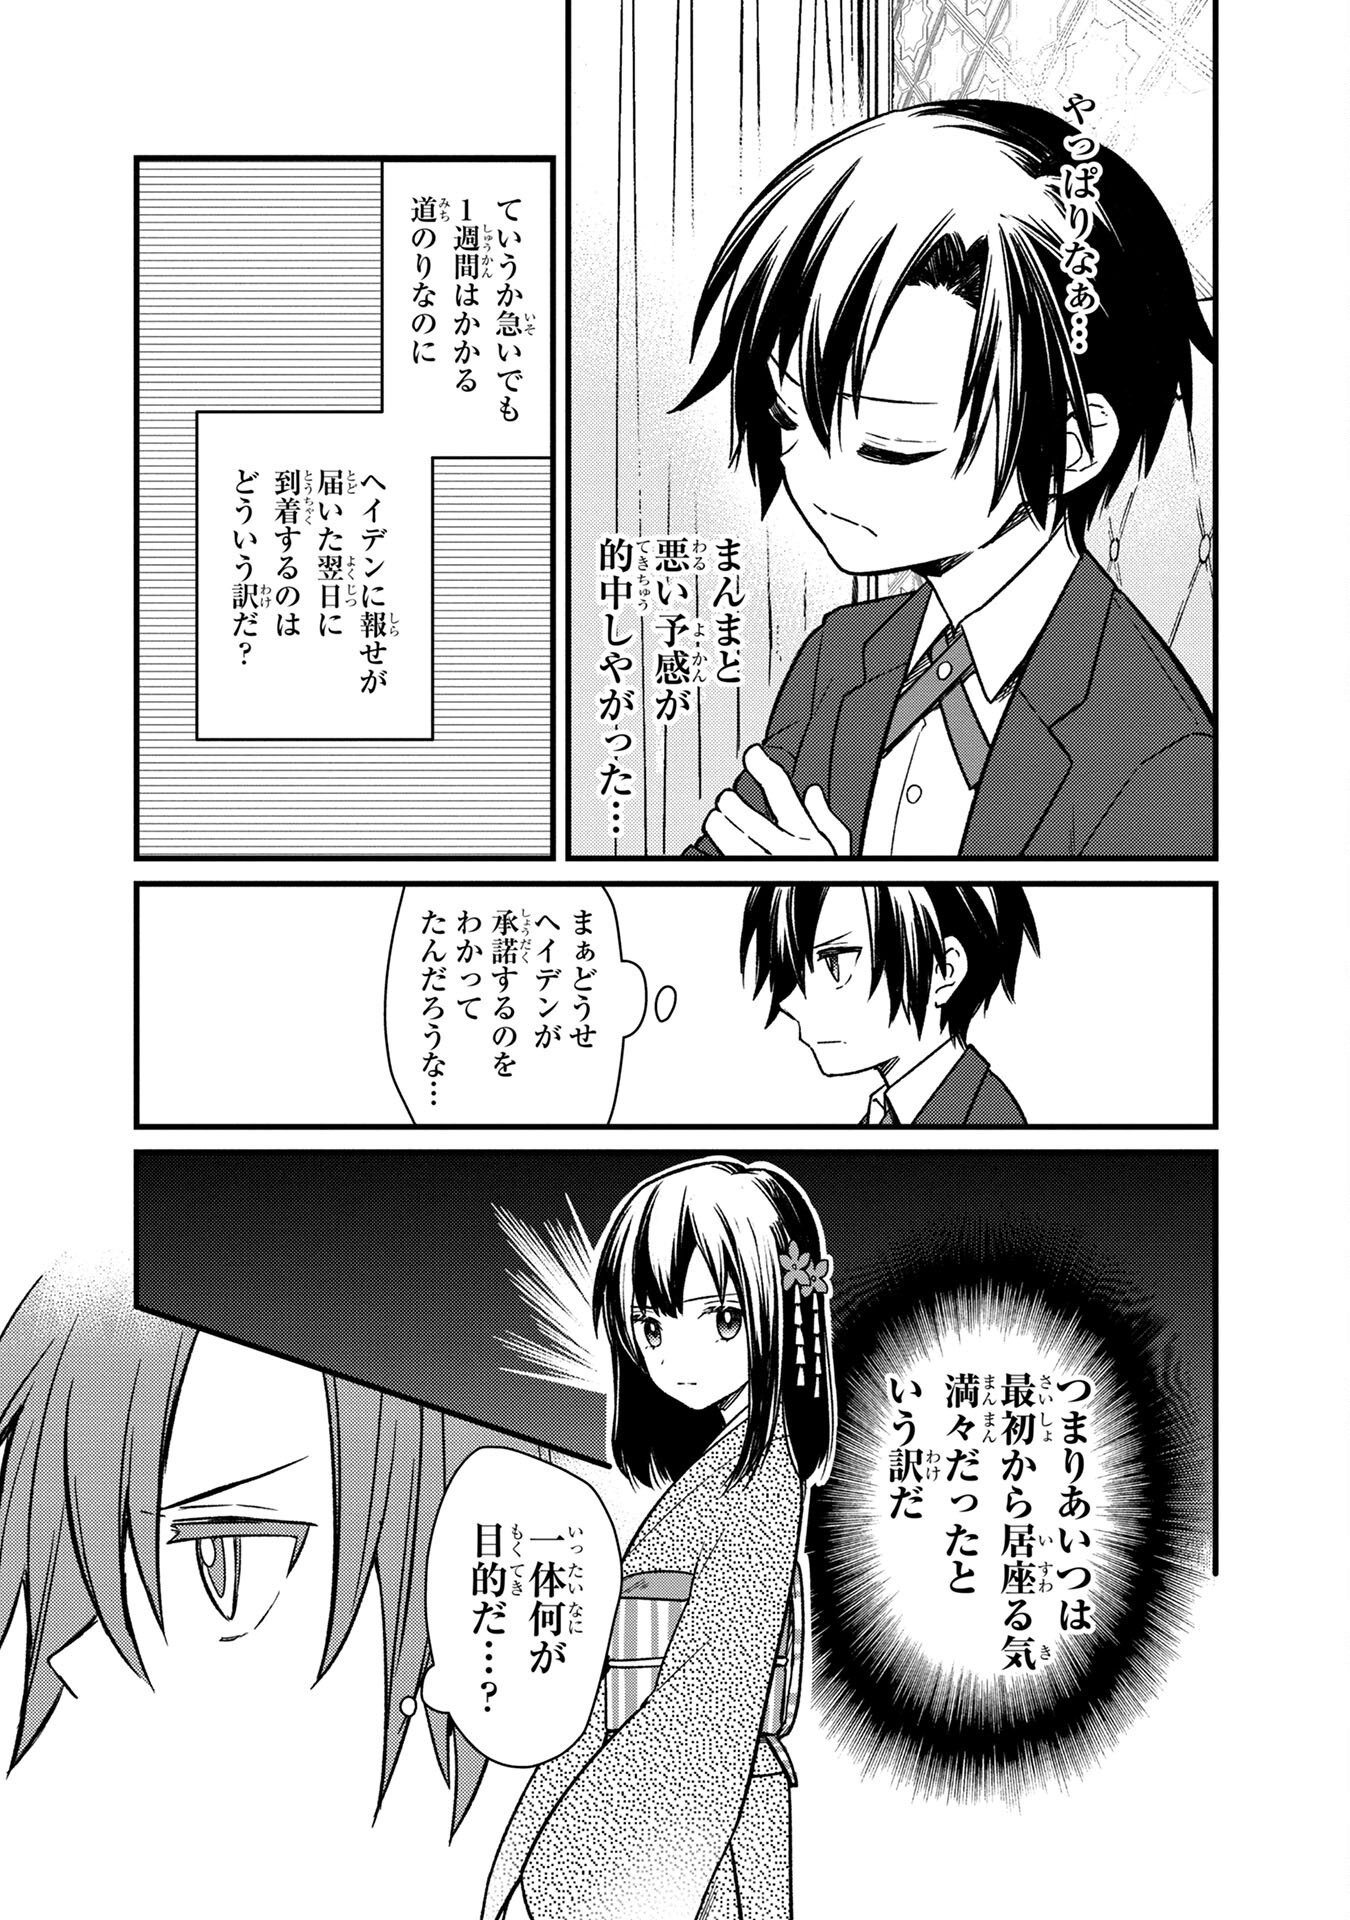 やっぱりなぁ…
まんまと
悪い予感が
的中しやがった…
ていうか急いでも
1週間はかかる
道のりなのに
ヘイデンに報せが
届いた翌日に
到着するのは
どういう訳だ?
まぁどうせ
ヘイデンが
承諾するのを
わかって
たんだろうな…
つまりあいつは
最初から居座る気
満々だったと
いう訳だ
一体何が
目的だ……?